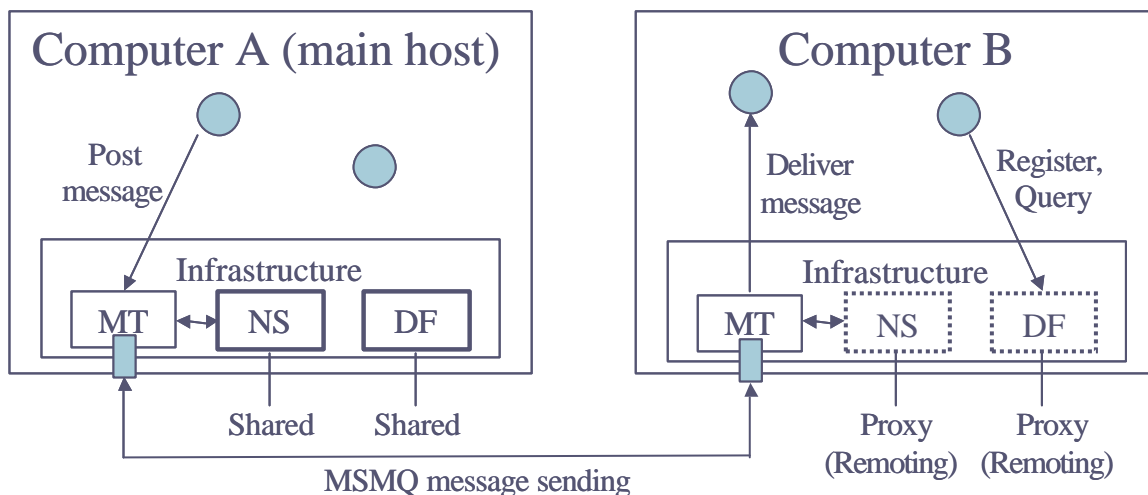 Computer A (main host)
Post
message
Infrastructure
MT
NS
DF
Shared
Shared
Computer B
Deliver
message
Register,
Query
Infrastructure
MT
NS
DF
Proxy
(Remoting)
Proxy
(Remoting)
MSMQ message sending